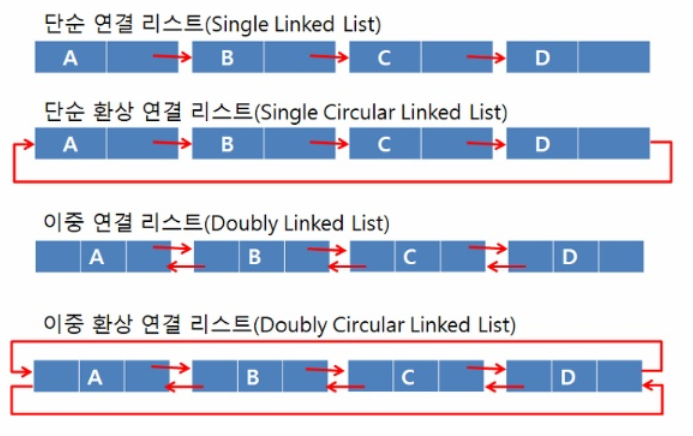 단순 연결 리스트(Single Linked List)
A B C D
단순 환상 연결 리스트(Single Circular Linked List)
A B C D
이중 연결 리스트(Doubly Linked List)
A B C D
이중 환상 연결 리스트(Doubly Circular Linked List)
A B C D